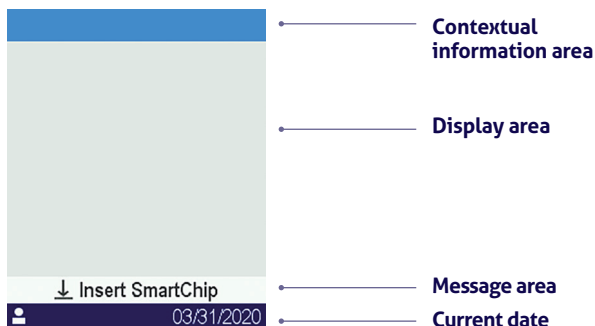 Contextual
information area
Display area
Insert SmartChip
Message area
03/31/2020
Current date